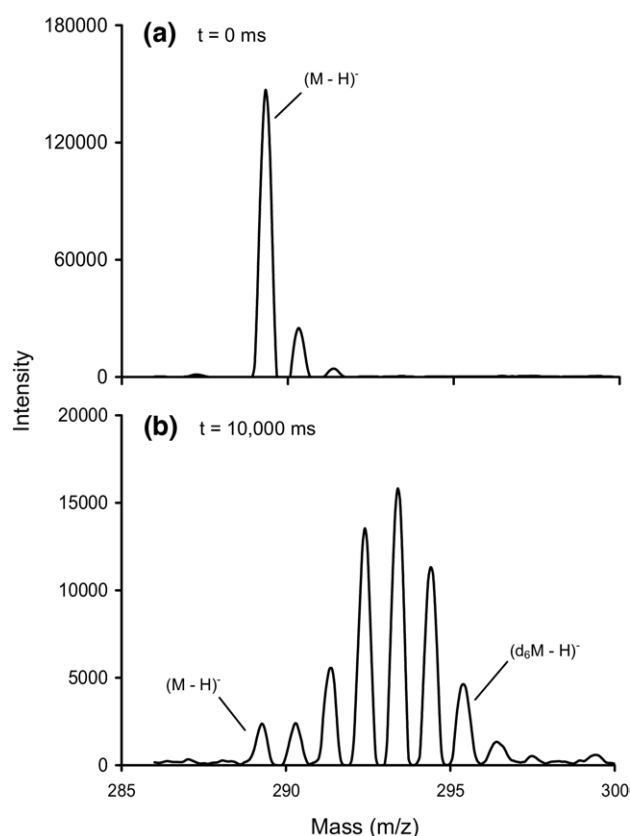 180000
(a) t = 0 ms
(M - H)⁻
120000
60000
0
Intensity
20000
(b) t = 10,000 ms
15000
10000
(M - H)⁻
(d₆M - H)⁻
5000
0
285 290 295 300
Mass (m/z)